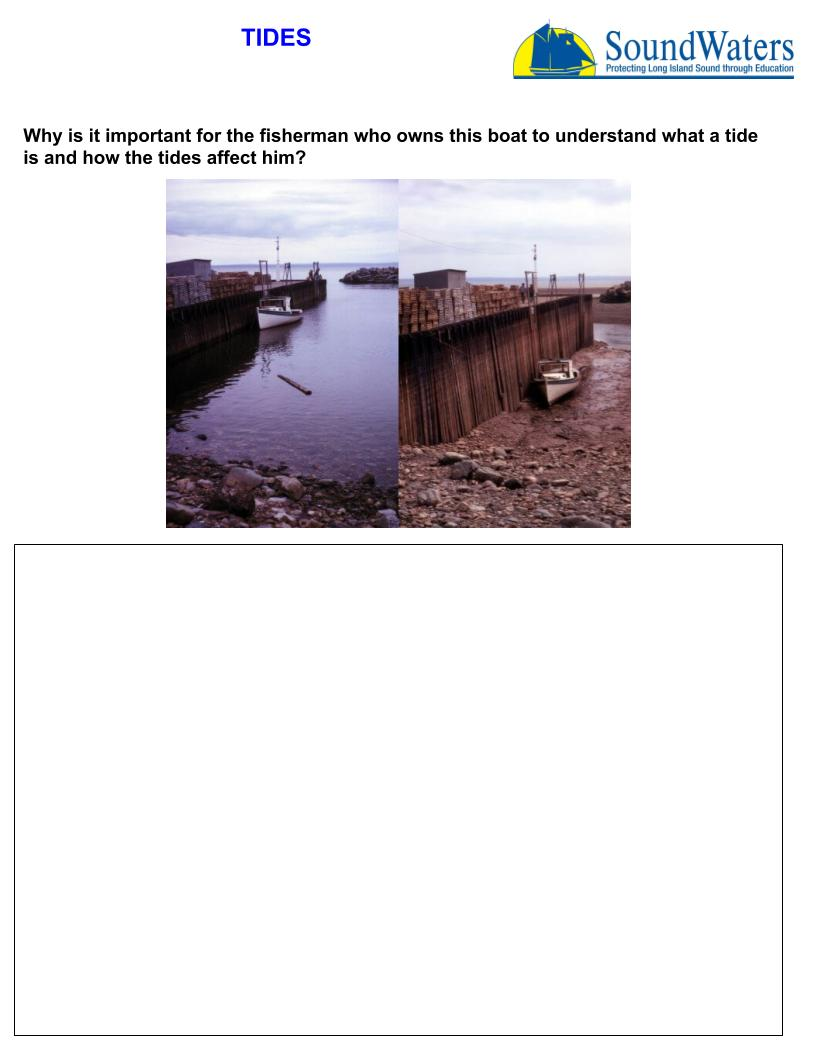 TIDES
SoundWaters
Protecting Long Island Sound through Education
Why is it important for the fisherman who owns this boat to understand what a tide
is and how the tides affect him?